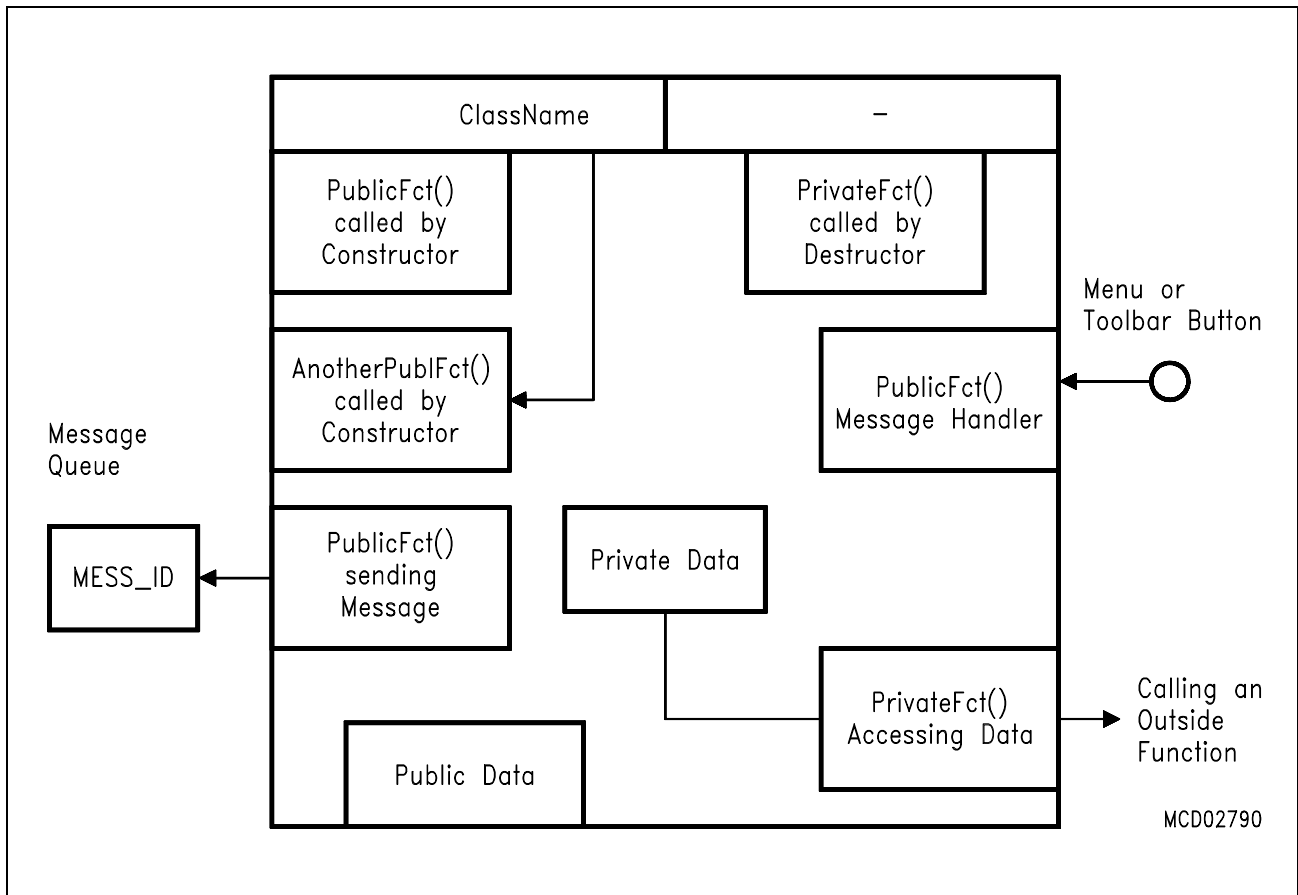 ClassName
-
PublicFct()
called by
Constructor
PrivateFct()
called by
Destructor
Menu or
Toolbar Button
AnotherPublFct()
called by
Constructor
PublicFct()
Message Handler
Message
Queue
MESS_ID
PublicFct()
sending
Message
Private Data
PrivateFct()
Accessing Data
Calling an
Outside
Function
Public Data
MCD02790